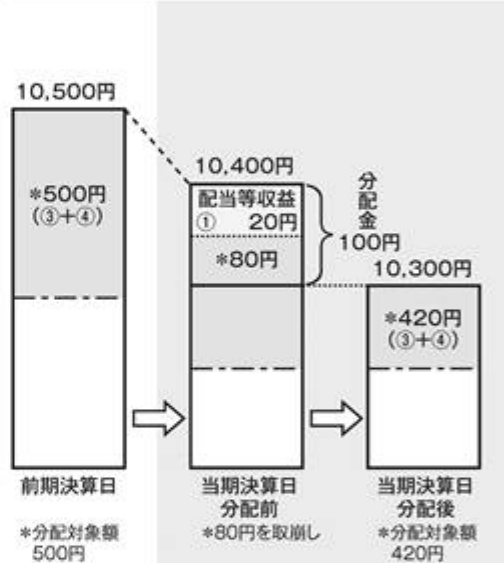 10,500円
*500円
(③+④)
前期決算日
*分配対象額
500円
10,400円
配当等収益
① 20円
*80円
分配金
100円
当期決算日
分配前
*80円を取崩し
10,300円
*420円
(③+④)
当期決算日
分配後
*分配対象額
420円